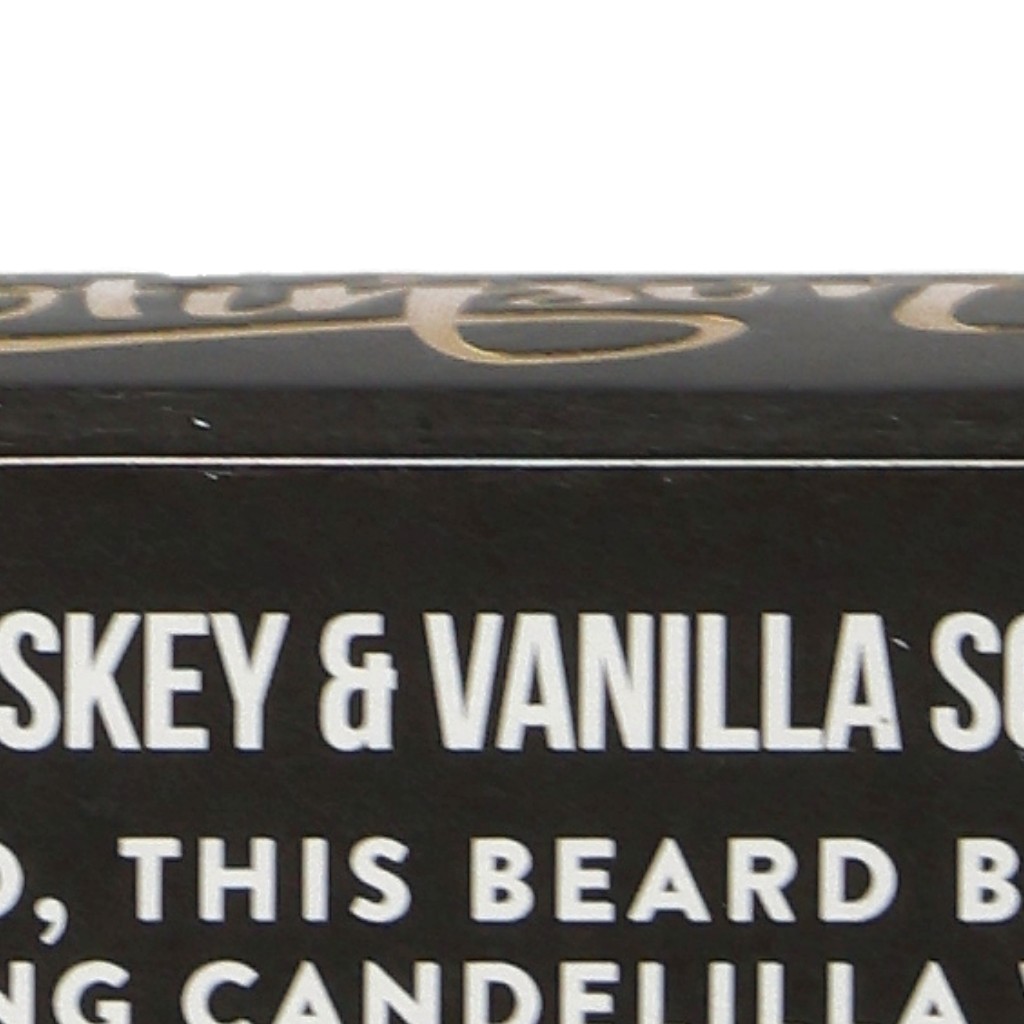 SKEY & VANILLA SC
, THIS BEARD B
NG CANDELILLA